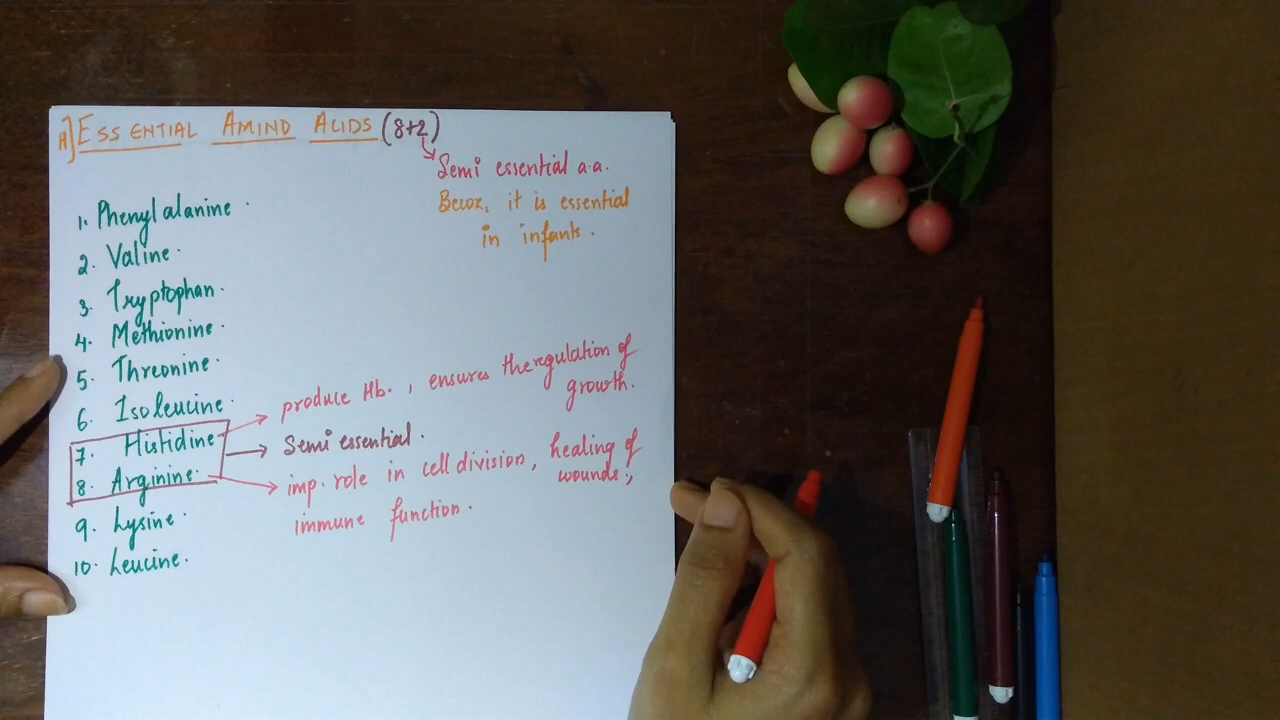 A] ESSENTIAL AMINO ACIDS (8+2)
Semi essential a.a.
Becoz, it is essential
in infants.
1. Phenylalanine.
2. Valine.
3. Tryptophan.
4. Methionine.
5. Threonine.
6. Isoleucine.
produce Hb., ensures the regulation of
growth.
7. Histidine
Semi essential.
8. Arginine.
imp. role in cell division, healing of
wounds;
immune function.
9. Lysine.
10. Leucine.